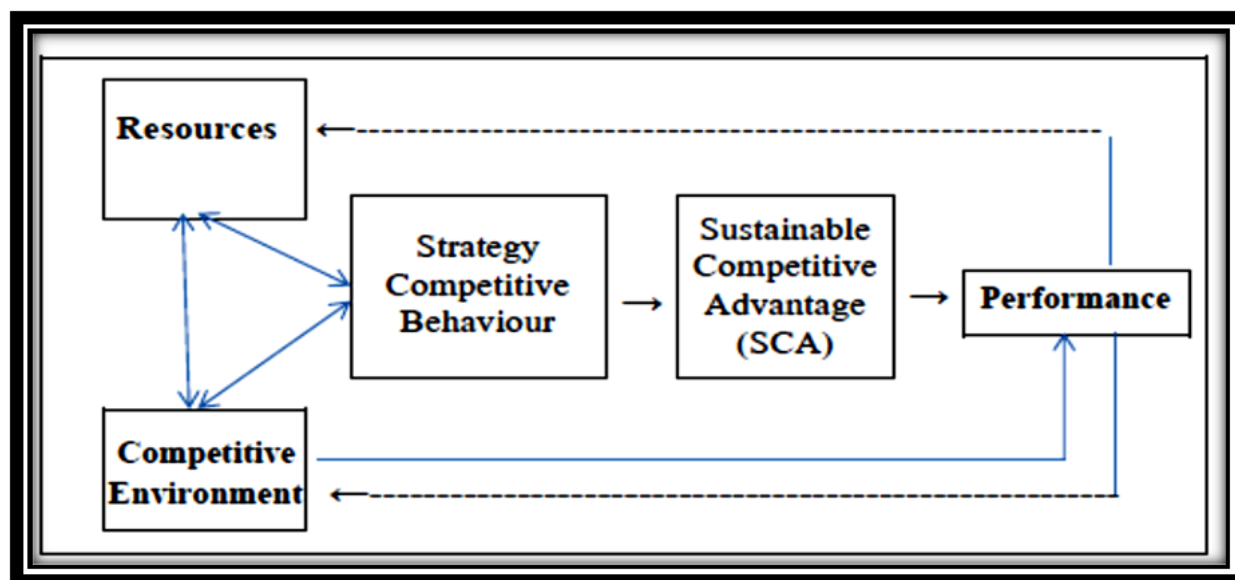 Resources
Strategy
Competitive
Behaviour
Sustainable
Competitive
Advantage
(SCA)
Performance
Competitive
Environment